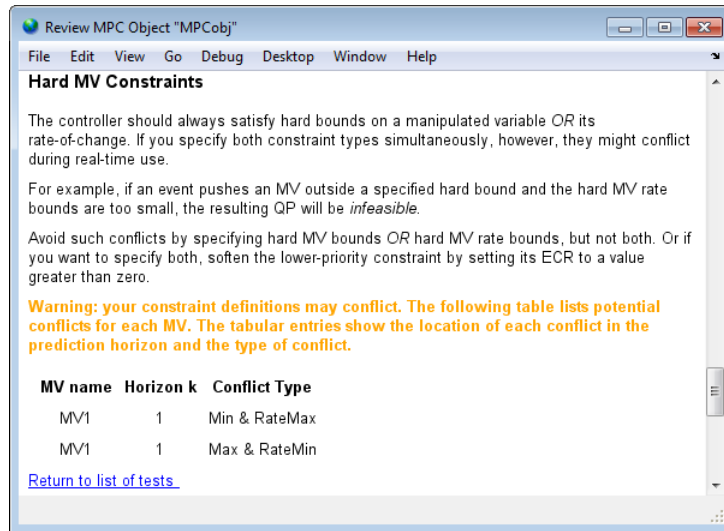 Review MPC Object "MPCobj"
File Edit View Go Debug Desktop Window Help
Hard MV Constraints
The controller should always satisfy hard bounds on a manipulated variable OR its
rate-of-change. If you specify both constraint types simultaneously, however, they might conflict
during real-time use.
For example, if an event pushes an MV outside a specified hard bound and the hard MV rate
bounds are too small, the resulting QP will be infeasible.
Avoid such conflicts by specifying hard MV bounds OR hard MV rate bounds, but not both. Or if
you want to specify both, soften the lower-priority constraint by setting its ECR to a value
greater than zero.
Warning: your constraint definitions may conflict. The following table lists potential
conflicts for each MV. The tabular entries show the location of each conflict in the
prediction horizon and the type of conflict.
MV name Horizon k Conflict Type
MV1 1 Min & RateMax
MV1 1 Max & RateMin
Return to list of tests